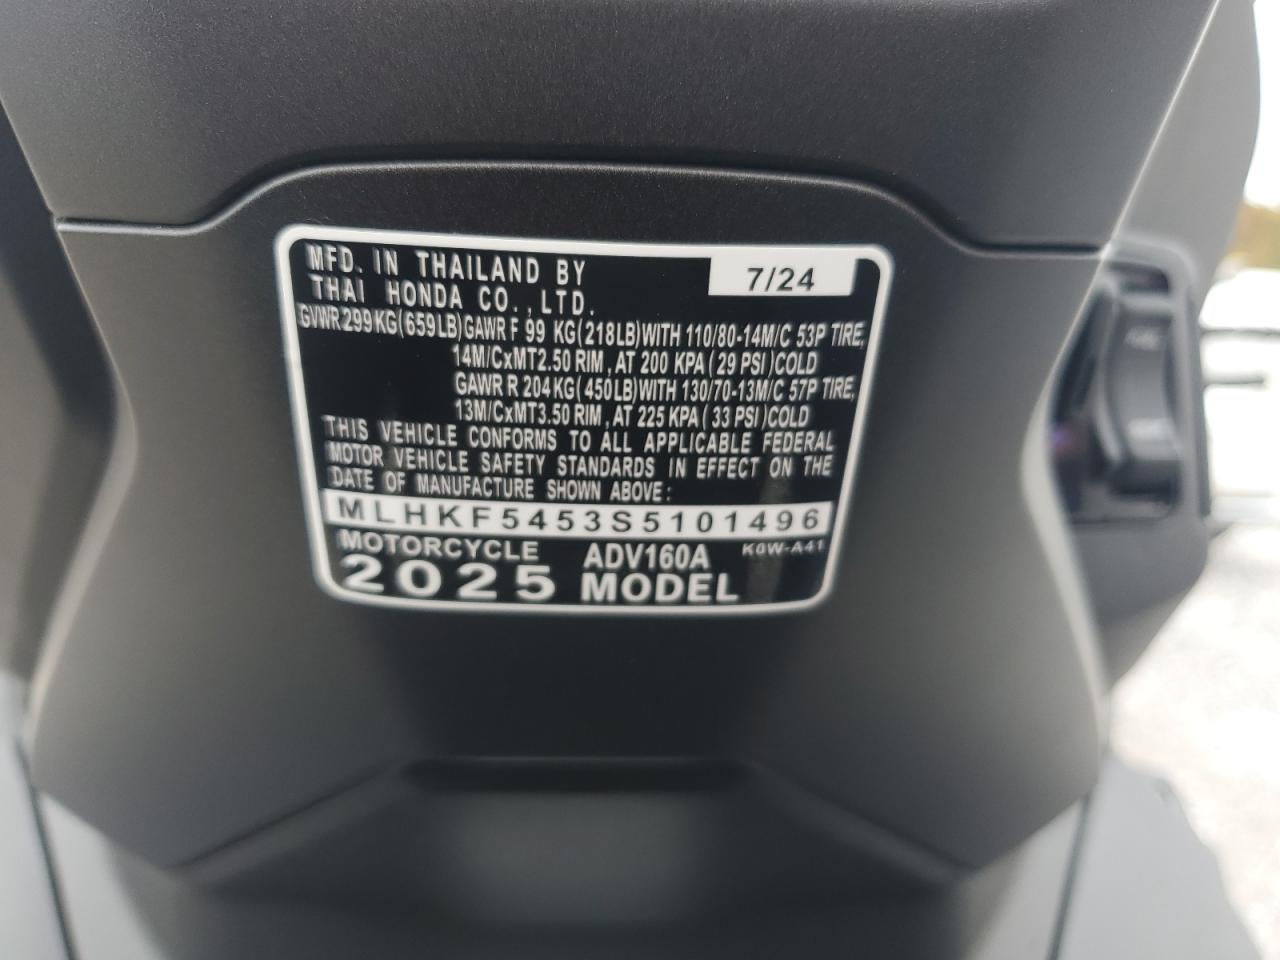 MFD. IN THAILAND BY 7/24
THAI HONDA CO., LTD.
GVWR 299 KG (659LB) GAWR F 99 KG (218LB) WITH 110/80-14M/C 53P TIRE,
14M/CxMT2.50 RIM, AT 200 KPA (29 PSI) COLD
GAWR R 204 KG (450LB) WITH 130/70-13M/C 57P TIRE,
13M/CxMT3.50 RIM, AT 225 KPA (33 PSI) COLD
THIS VEHICLE CONFORMS TO ALL APPLICABLE FEDERAL
MOTOR VEHICLE SAFETY STANDARDS IN EFFECT ON THE
DATE OF MANUFACTURE SHOWN ABOVE:
MLHKF5453S5101496
MOTORCYCLE ADV160A K0W-A41
2025 MODEL